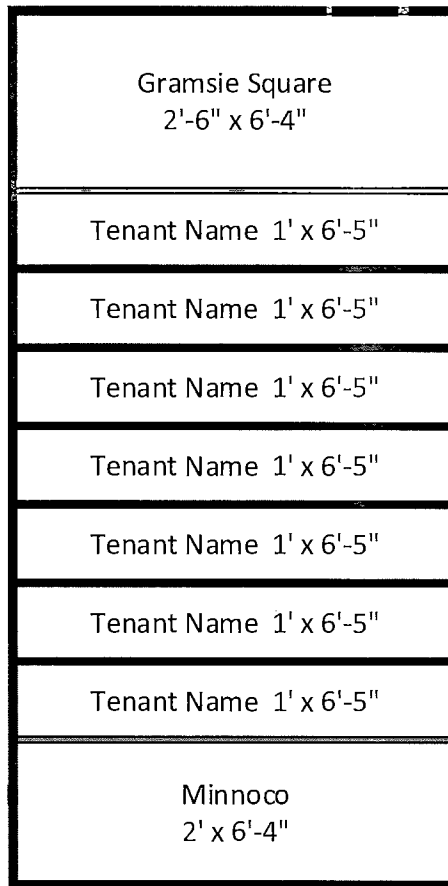 Gramsie Square
2'-6" x 6'-4"
Tenant Name 1' x 6'-5"
Tenant Name 1' x 6'-5"
Tenant Name 1' x 6'-5"
Tenant Name 1' x 6'-5"
Tenant Name 1' x 6'-5"
Tenant Name 1' x 6'-5"
Tenant Name 1' x 6'-5"
Minnoco
2' x 6'-4"